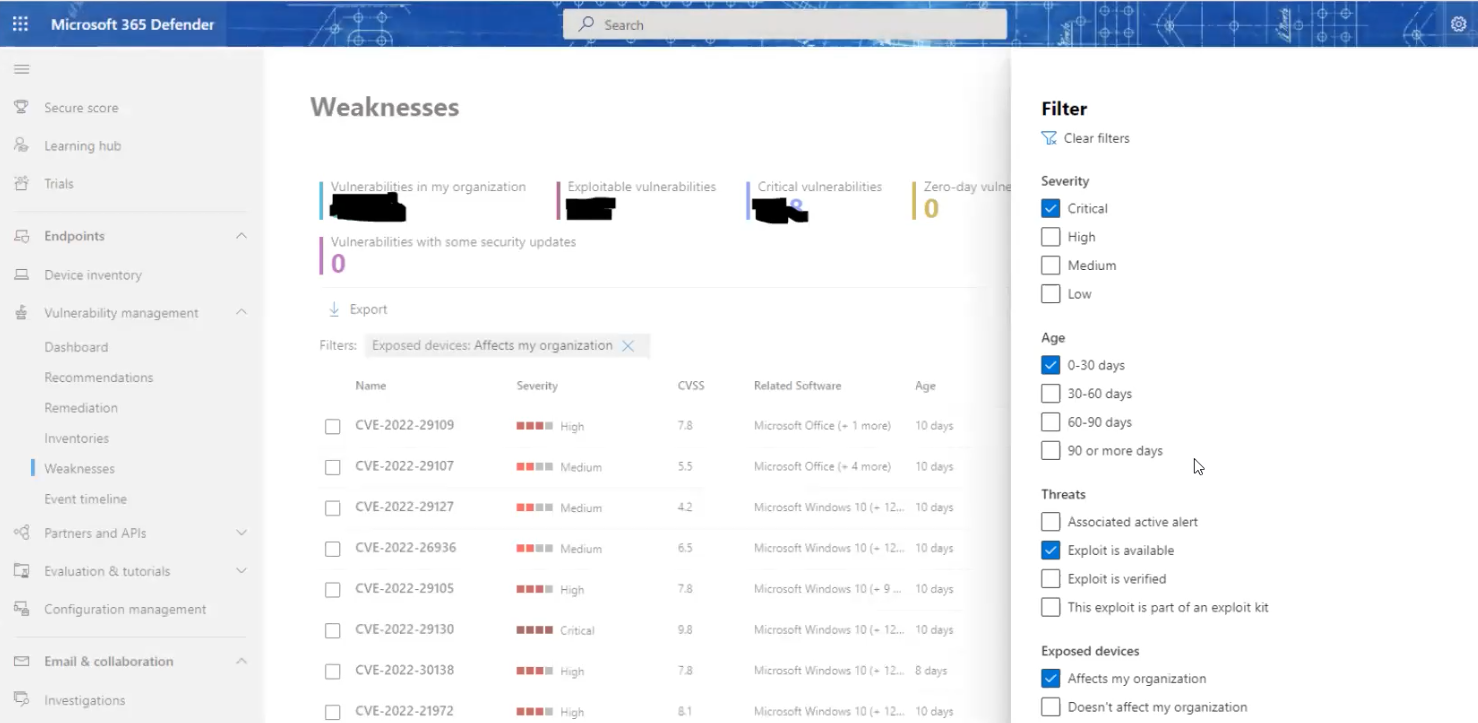 Microsoft 365 Defender
Search
Secure score
Learning hub
Trials
Endpoints
Device inventory
Vulnerability management
Dashboard
Recommendations
Remediation
Inventories
Weaknesses
Event timeline
Partners and APIs
Evaluation & tutorials
Configuration management
Email & collaboration
Investigations
Weaknesses
Vulnerabilities in my organization
Exploitable vulnerabilities
Critical vulnerabilities
8
Zero-day vulne
0
Vulnerabilities with some security updates
0
Export
Filters: Exposed devices: Affects my organization
Name Severity CVSS Related Software Age
CVE-2022-29109 High 7.8 Microsoft Office (+ 1 more) 10 days
CVE-2022-29107 Medium 5.5 Microsoft Office (+ 4 more) 10 days
CVE-2022-29127 Medium 4.2 Microsoft Windows 10 (+ 12... 10 days
CVE-2022-26936 Medium 6.5 Microsoft Windows 10 (+ 12... 10 days
CVE-2022-29105 High 7.8 Microsoft Windows 10 (+ 9 ... 10 days
CVE-2022-29130 Critical 9.8 Microsoft Windows 10 (+ 12... 10 days
CVE-2022-30138 High 7.8 Microsoft Windows 10 (+ 12... 8 days
CVE-2022-21972 High 8.1 Microsoft Windows 10 (+ 12... 10 days
Filter
Clear filters
Severity
Critical
High
Medium
Low
Age
0-30 days
30-60 days
60-90 days
90 or more days
Threats
Associated active alert
Exploit is available
Exploit is verified
This exploit is part of an exploit kit
Exposed devices
Affects my organization
Doesn't affect my organization